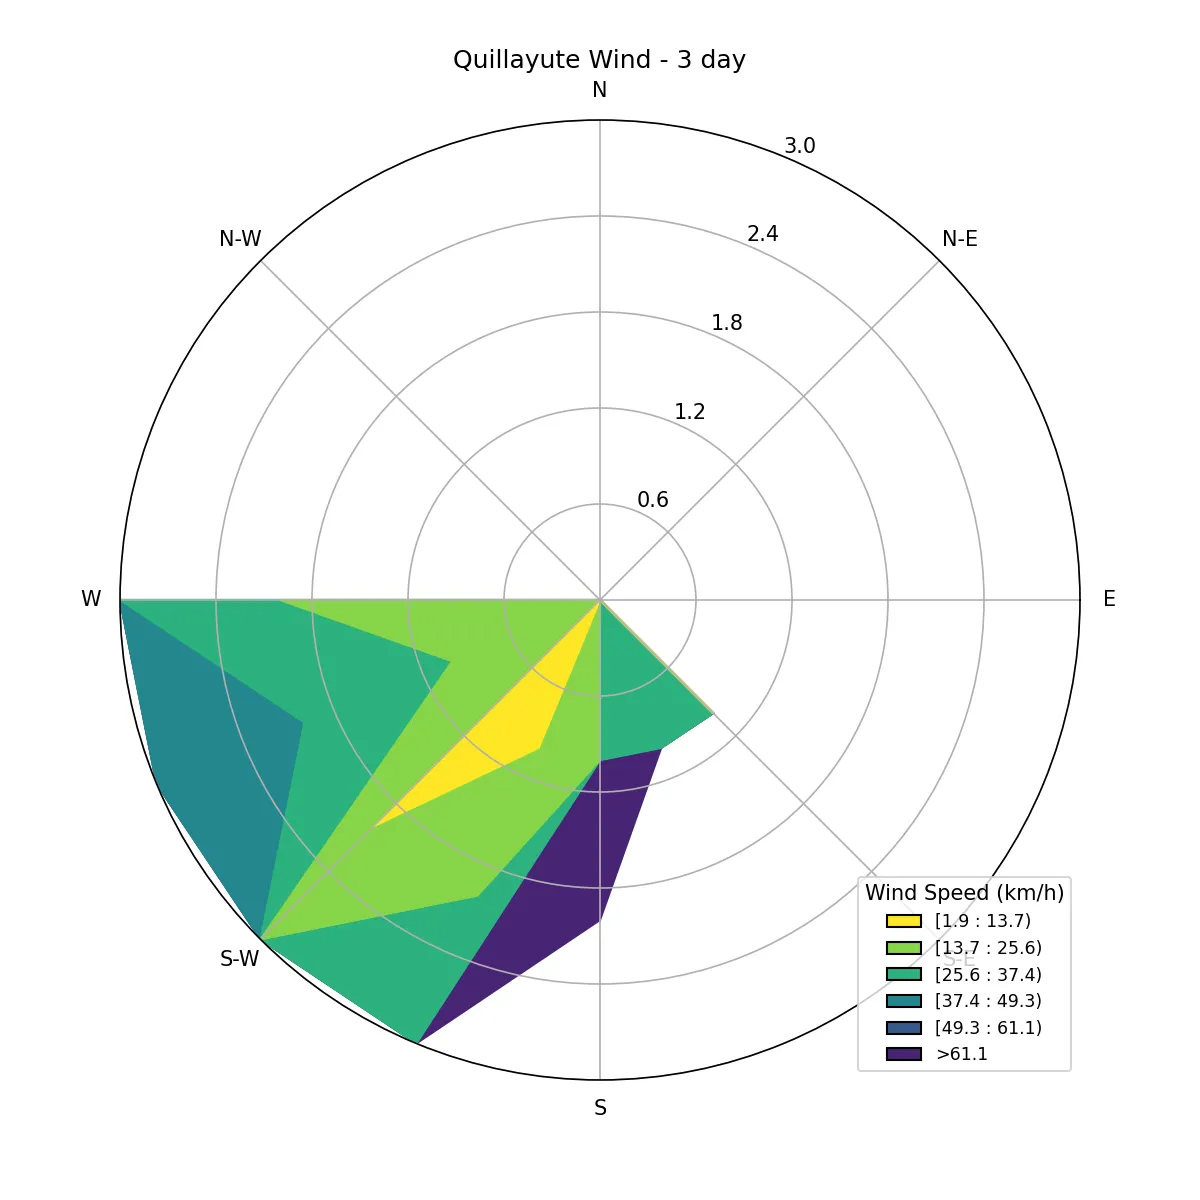 Quillayute Wind - 3 day
N
3.0
N-W
2.4
N-E
1.8
1.2
0.6
W
E
S-W
S-E
Wind Speed (km/h)
[1.9 : 13.7)
[13.7 : 25.6)
[25.6 : 37.4)
[37.4 : 49.3)
[49.3 : 61.1)
>61.1
S